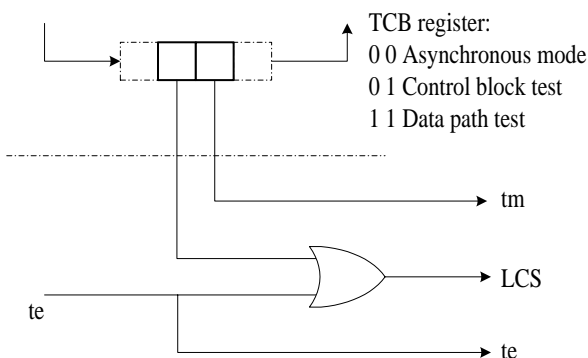 TCB register:
0 0 Asynchronous mode
0 1 Control block test
1 1 Data path test
tm
LCS
te
te